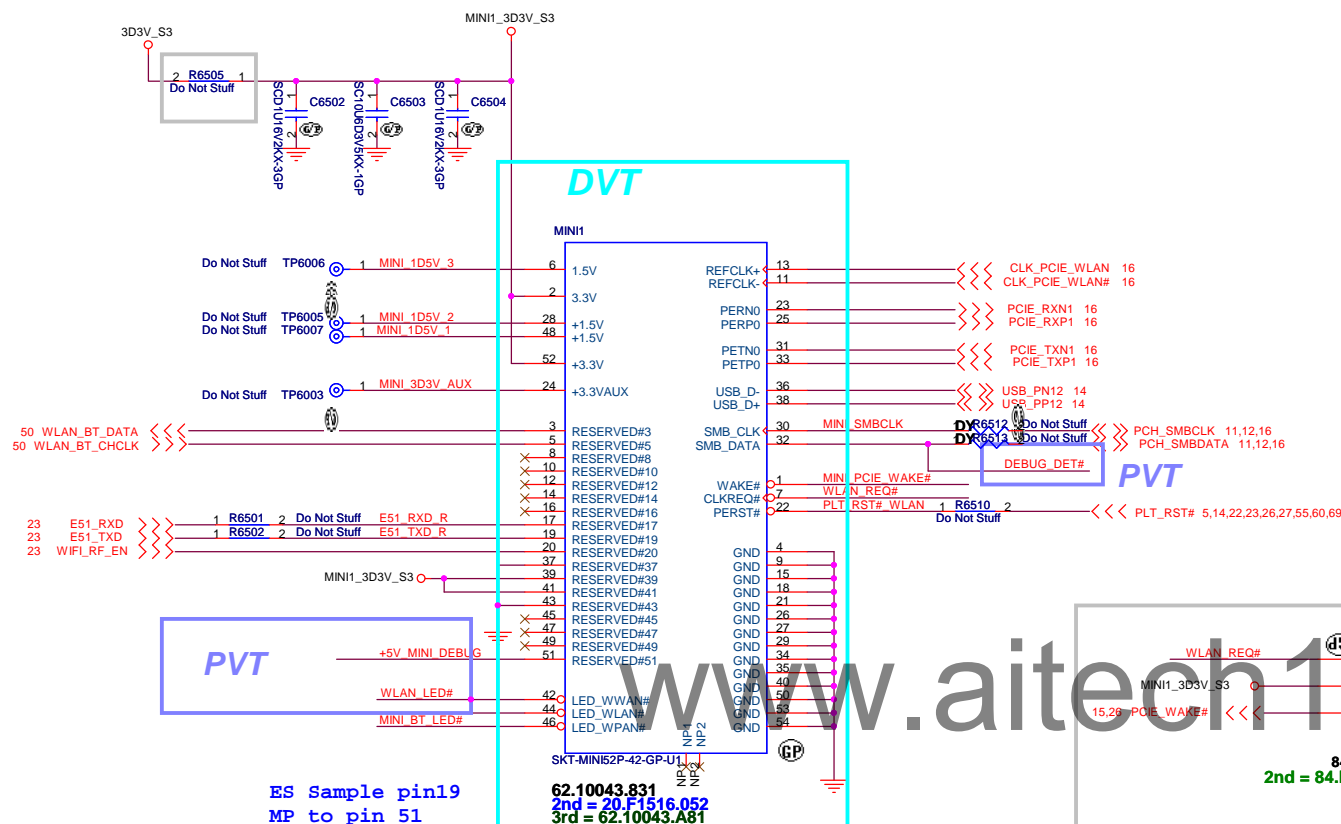 MINI1_3D3V_S3
3D3V_S3
2 R6505 1
Do Not Stuff
SCD1U16V2KX-3GP
1
2
C6502
SC10U6D3V5KX-1GP
1
2
C6503
SCD1U16V2KX-3GP
1
2
C6504
DVT
MINI1
Do Not Stuff TP6006 1 MINI_1D5V_3 6 1.5V
2 3.3V
Do Not Stuff TP6005 1 MINI_1D5V_2 28 +1.5V
Do Not Stuff TP6007 1 MINI_1D5V_1 48 +1.5V
52 +3.3V
Do Not Stuff TP6003 1 MINI_3D3V_AUX 24 +3.3VAUX
50 WLAN_BT_DATA 3 RESERVED#3
50 WLAN_BT_CHCLK 5 RESERVED#5
8 RESERVED#8
10 RESERVED#10
12 RESERVED#12
14 RESERVED#14
16 RESERVED#16
23 E51_RXD 1 R6501 2 Do Not Stuff E51_RXD_R 17 RESERVED#17
23 E51_TXD 1 R6502 2 Do Not Stuff E51_TXD_R 19 RESERVED#19
23 WIFI_RF_EN 20 RESERVED#20
37 RESERVED#37
MINI1_3D3V_S3 39 RESERVED#39
41 RESERVED#41
43 RESERVED#43
45 RESERVED#45
47 RESERVED#47
49 RESERVED#49
+5V_MINI_DEBUG 51 RESERVED#51
PVT
WLAN_LED# 42 LED_WWAN#
44 LED_WLAN#
MINI_BT_LED# 46 LED_WPAN#
REFCLK+ 13 CLK_PCIE_WLAN 16
REFCLK- 11 CLK_PCIE_WLAN# 16
PERN0 23 PCIE_RXN1 16
PERP0 25 PCIE_RXP1 16
PETN0 31 PCIE_TXN1 16
PETP0 33 PCIE_TXP1 16
USB_D- 36 USB_PN12 14
USB_D+ 38 USB_PP12 14
SMB_CLK 30 MINI_SMBCLK DY R6512 Do Not Stuff PCH_SMBCLK 11,12,16
SMB_DATA 32 DY R6513 Do Not Stuff PCH_SMBDATA 11,12,16
DEBUG_DET#
PVT
WAKE# 1 MINI_PCIE_WAKE#
CLKREQ# 7 WLAN_REQ#
PERST# 22 PLT_RST#_WLAN 1 R6510 2 PLT_RST# 5,14,22,23,26,27,55,60,69
Do Not Stuff
GND 4
GND 9
GND 15
GND 18
GND 21
GND 26
GND 27
GND 29
GND 34
GND 35
GND 40
GND 50
GND 53
GND 54
NP1
NP2
NP1
NP2
GP
SKT-MINI52P-42-GP-U1
62.10043.831
2nd = 20.F1516.052
3rd = 62.10043.A81
ES Sample pin19
MP to pin 51
WLAN_REQ#
MINI1_3D3V_S3
15,26 PCIE_WAKE#
84
2nd = 84.
www.aitech1